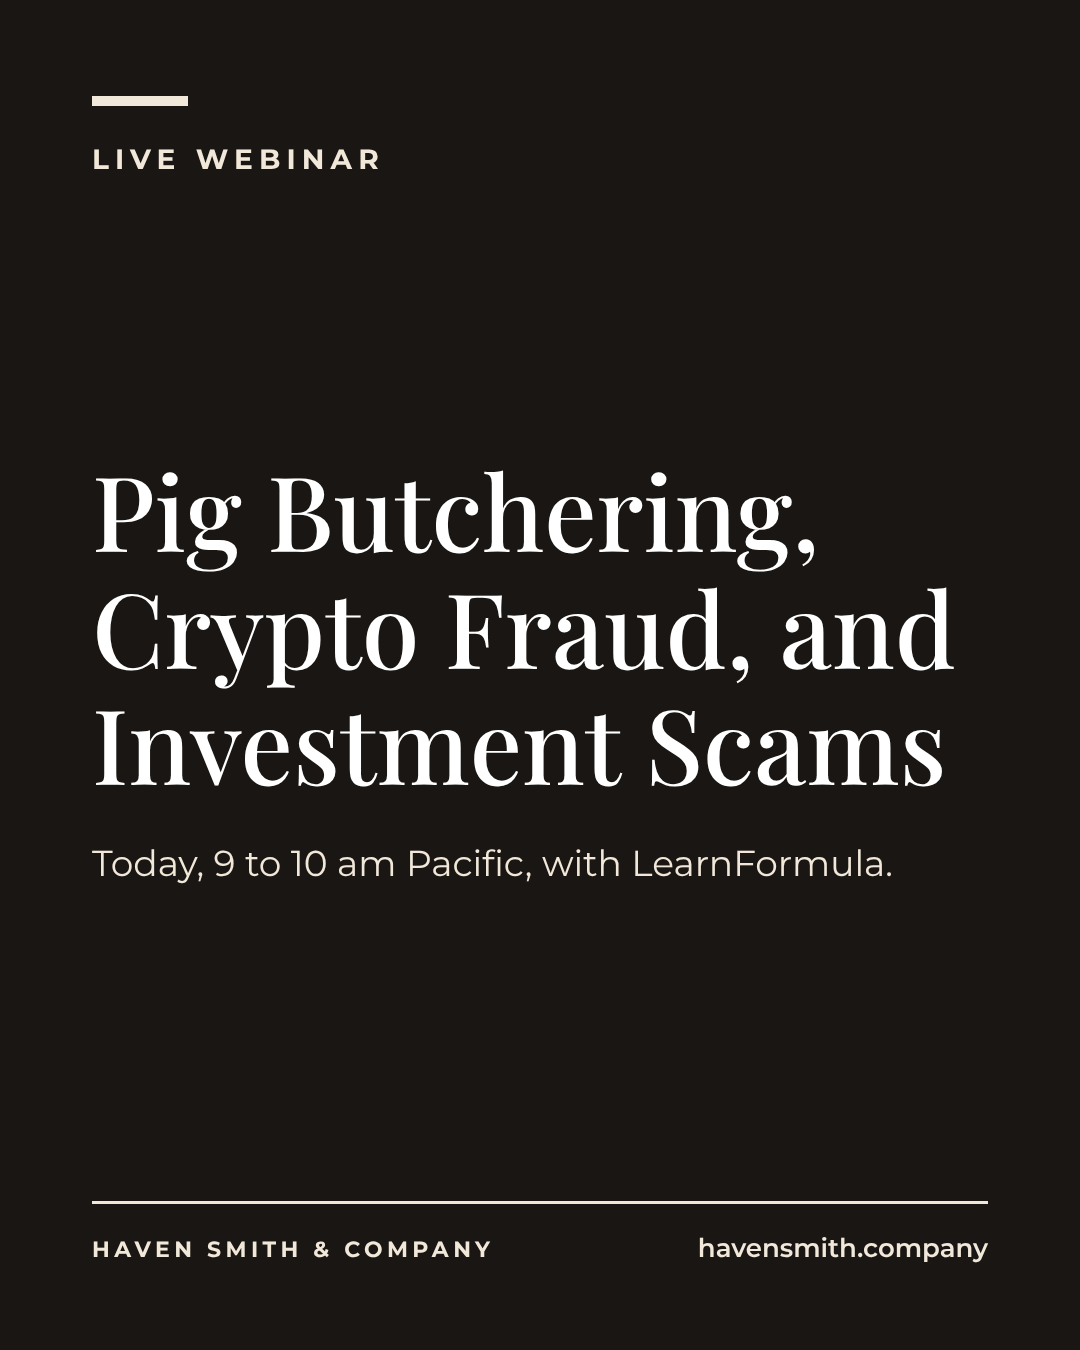 LIVE WEBINAR
Pig Butchering,
Crypto Fraud, and
Investment Scams
Today, 9 to 10 am Pacific, with LearnFormula.
HAVEN SMITH & COMPANY
havensmith.company